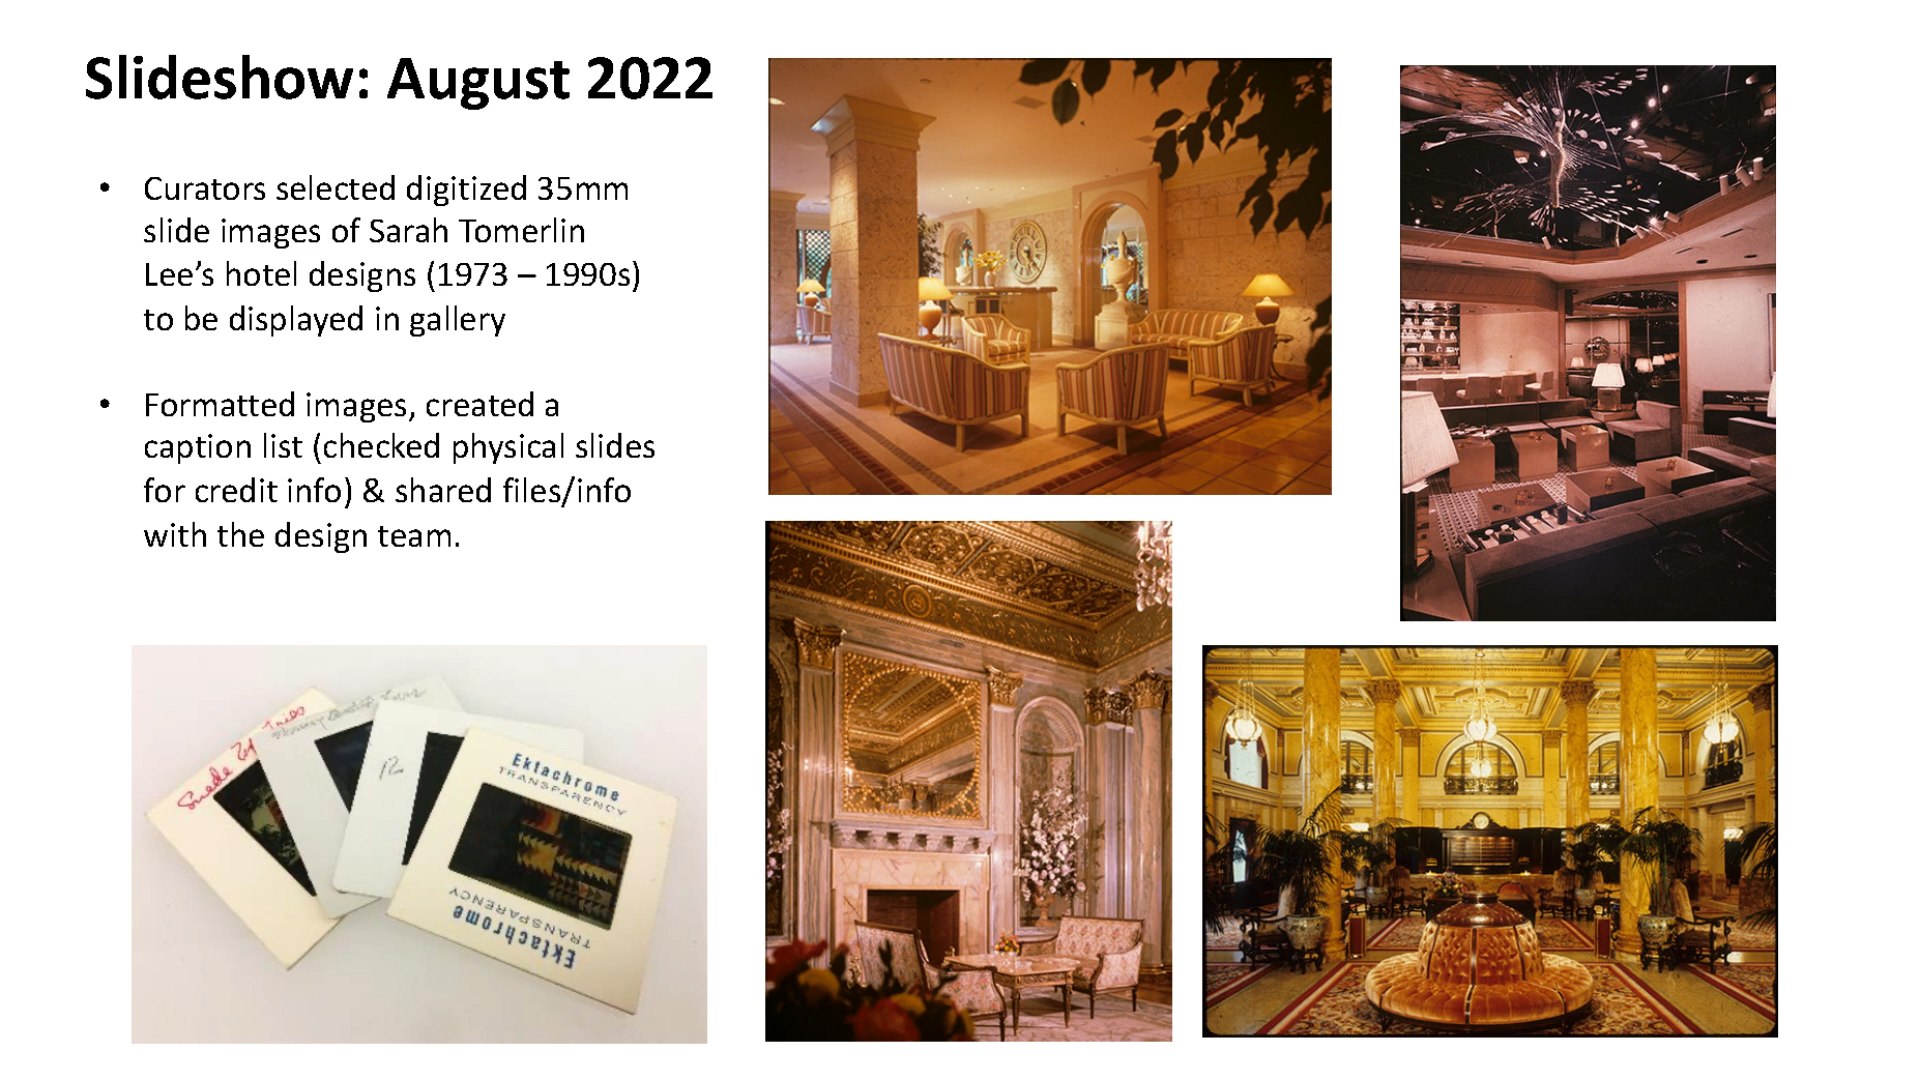 Slideshow: August 2022
• Curators selected digitized 35mm
slide images of Sarah Tomerlin
Lee’s hotel designs (1973 – 1990s)
to be displayed in gallery
• Formatted images, created a
caption list (checked physical slides
for credit info) & shared files/info
with the design team.
Suede
Ektachrome
TRANSPARENCY
Ektachrome
TRANSPARENCY